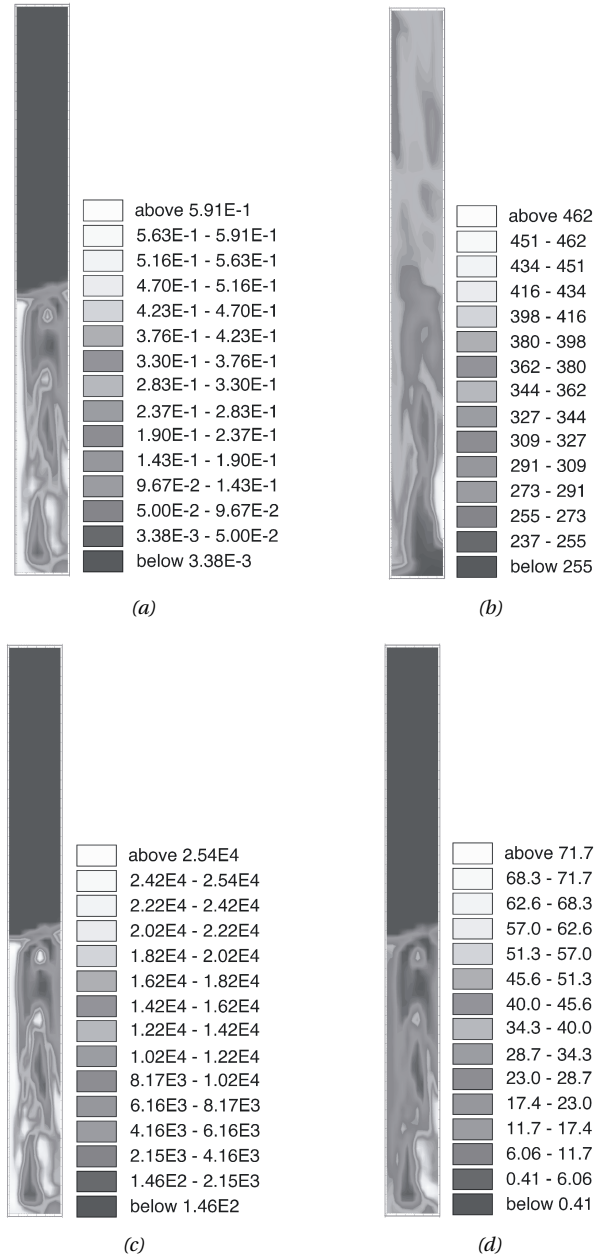 above 5.91E-1
5.63E-1 - 5.91E-1
5.16E-1 - 5.63E-1
4.70E-1 - 5.16E-1
4.23E-1 - 4.70E-1
3.76E-1 - 4.23E-1
3.30E-1 - 3.76E-1
2.83E-1 - 3.30E-1
2.37E-1 - 2.83E-1
1.90E-1 - 2.37E-1
1.43E-1 - 1.90E-1
9.67E-2 - 1.43E-1
5.00E-2 - 9.67E-2
3.38E-3 - 5.00E-2
below 3.38E-3
(a)
above 462
451 - 462
434 - 451
416 - 434
398 - 416
380 - 398
362 - 380
344 - 362
327 - 344
309 - 327
291 - 309
273 - 291
255 - 273
237 - 255
below 255
(b)
above 2.54E4
2.42E4 - 2.54E4
2.22E4 - 2.42E4
2.02E4 - 2.22E4
1.82E4 - 2.02E4
1.62E4 - 1.82E4
1.42E4 - 1.62E4
1.22E4 - 1.42E4
1.02E4 - 1.22E4
8.17E3 - 1.02E4
6.16E3 - 8.17E3
4.16E3 - 6.16E3
2.15E3 - 4.16E3
1.46E2 - 2.15E3
below 1.46E2
(c)
above 71.7
68.3 - 71.7
62.6 - 68.3
57.0 - 62.6
51.3 - 57.0
45.6 - 51.3
40.0 - 45.6
34.3 - 40.0
28.7 - 34.3
23.0 - 28.7
17.4 - 23.0
11.7 - 17.4
6.06 - 11.7
0.41 - 6.06
below 0.41
(d)